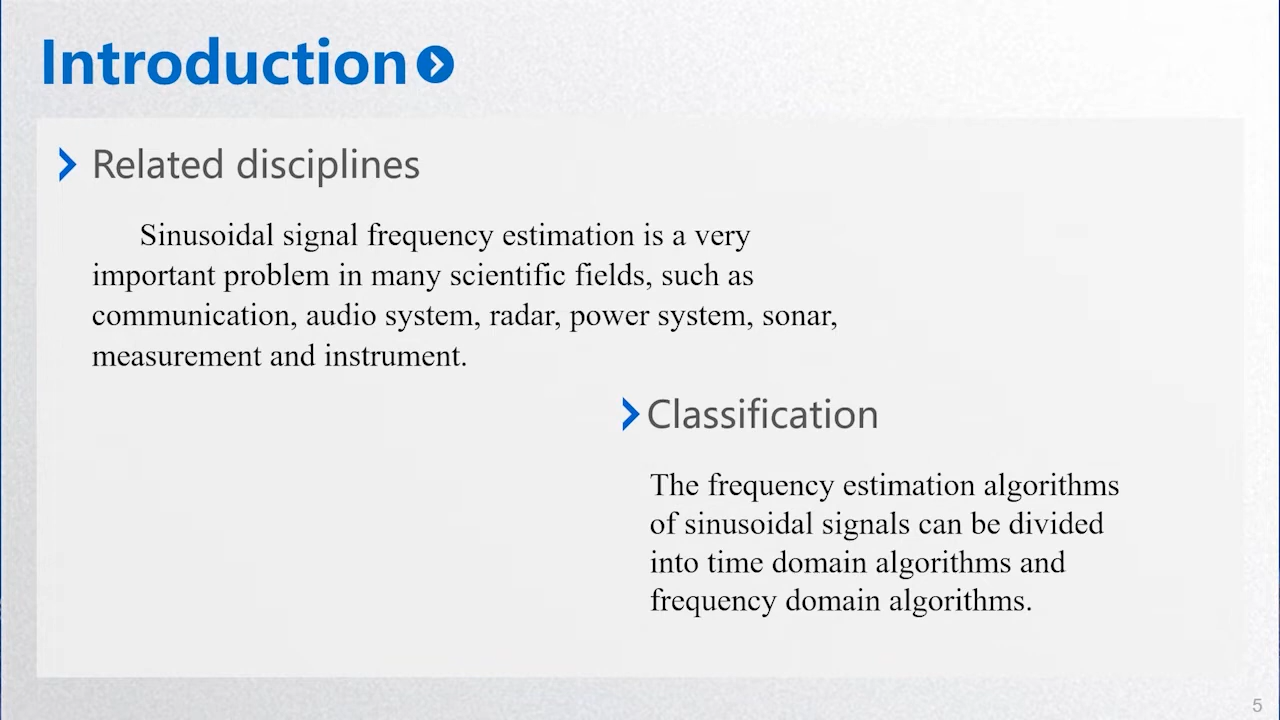 Introduction
Related disciplines
Sinusoidal signal frequency estimation is a very
important problem in many scientific fields, such as
communication, audio system, radar, power system, sonar,
measurement and instrument.
Classification
The frequency estimation algorithms
of sinusoidal signals can be divided
into time domain algorithms and
frequency domain algorithms.
5